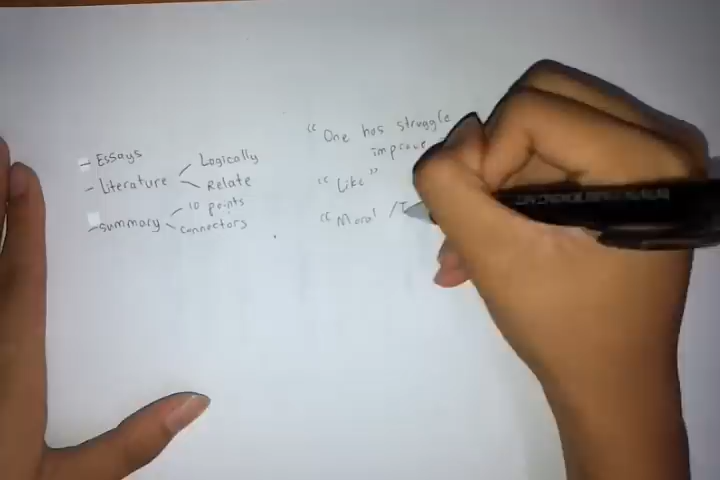 - Essays
- Literature
Logically
Relate
- summary
10 points
connectors
“ One has struggle
improve
“ Like ”
“ Moral / T